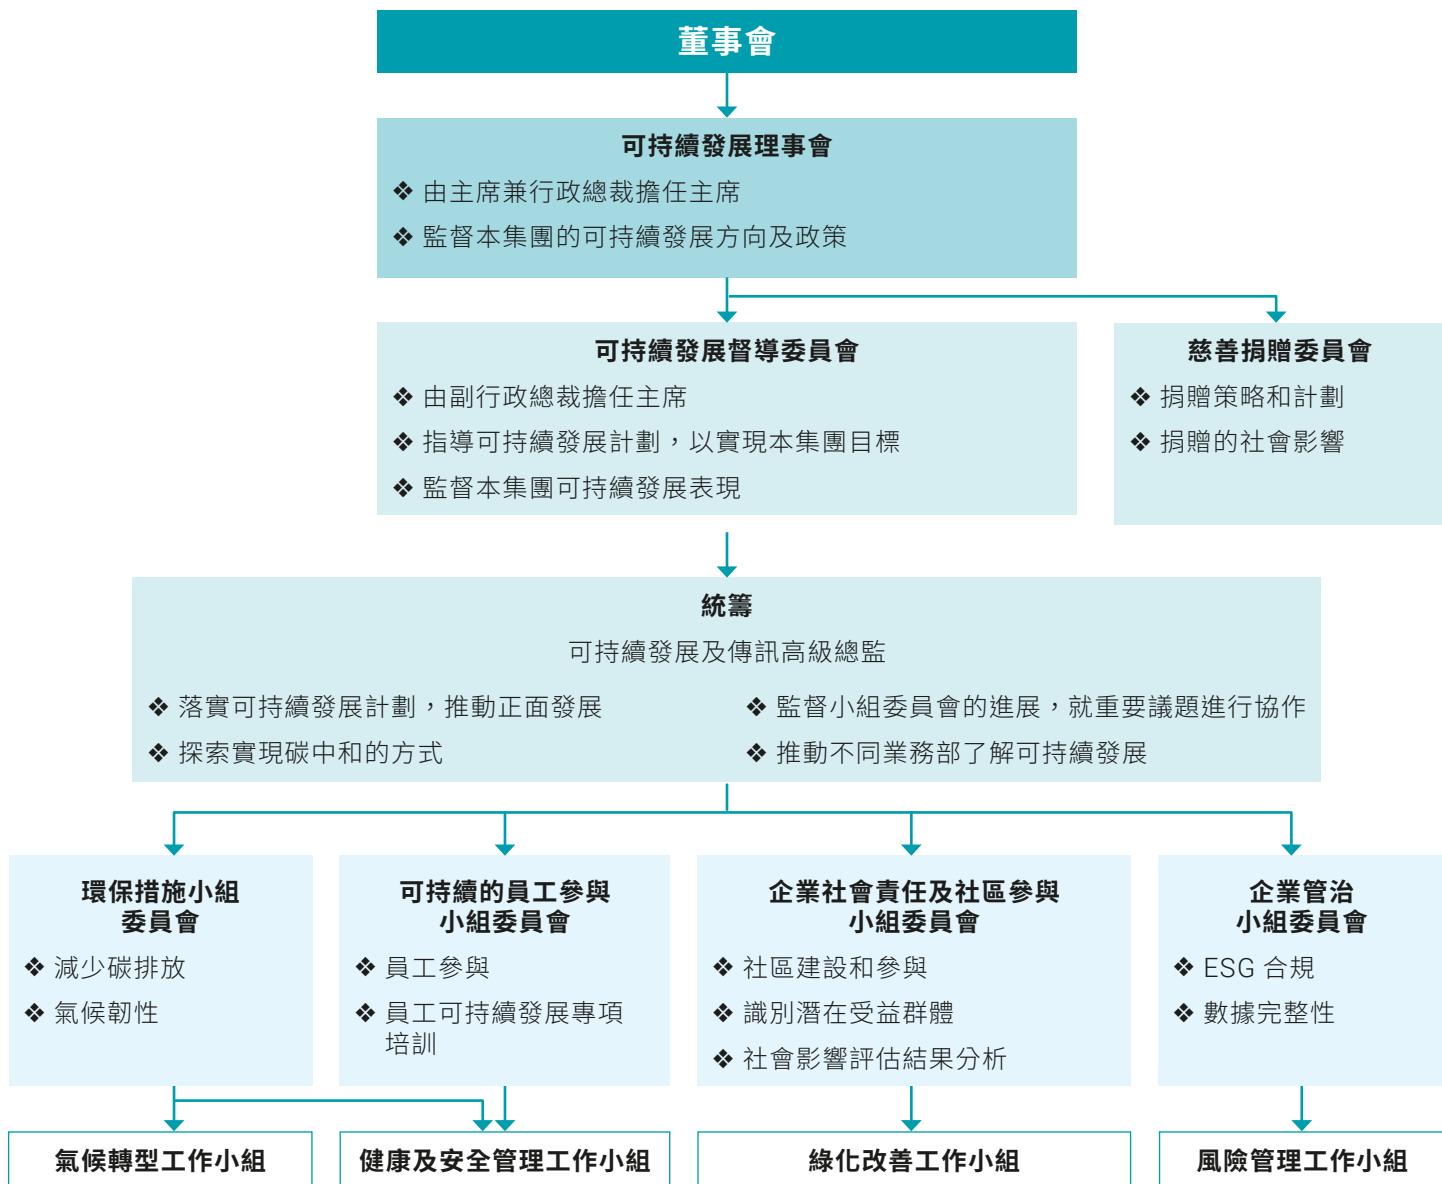 董事會
可持續發展理事會
❖ 由主席兼行政總裁擔任主席
❖ 監督本集團的可持續發展方向及政策
可持續發展督導委員會
❖ 由副行政總裁擔任主席
❖ 指導可持續發展計劃，以實現本集團目標
❖ 監督本集團可持續發展表現
慈善捐贈委員會
❖ 捐贈策略和計劃
❖ 捐贈的社會影響
統籌
可持續發展及傳訊高級總監
❖ 落實可持續發展計劃，推動正面發展
❖ 探索實現碳中和的方式
❖ 監督小組委員會的進展，就重要議題進行協作
❖ 推動不同業務部了解可持續發展
環保措施小組
委員會
❖ 減少碳排放
❖ 氣候韌性
可持續的員工參與
小組委員會
❖ 員工參與
❖ 員工可持續發展專項
培訓
企業社會責任及社區參與
小組委員會
❖ 社區建設和參與
❖ 識別潛在受益群體
❖ 社會影響評估結果分析
企業管治
小組委員會
❖ ESG 合規
❖ 數據完整性
氣候轉型工作小組
健康及安全管理工作小組
綠化改善工作小組
風險管理工作小組